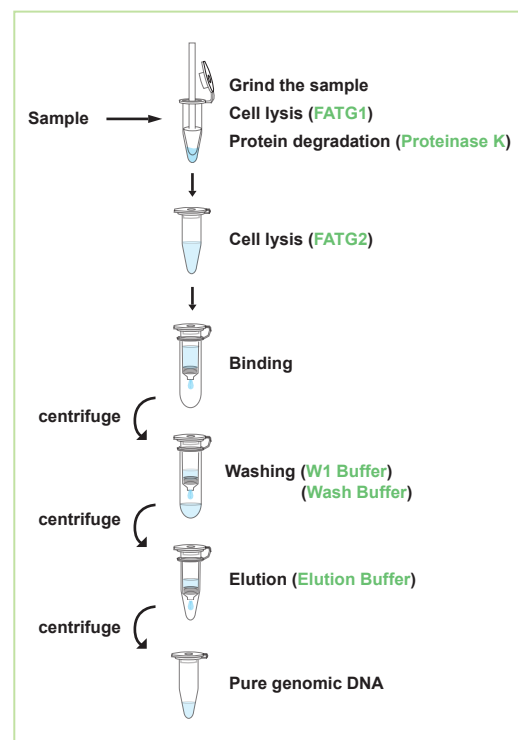 Grind the sample
Sample
Cell lysis (FATG1)
Protein degradation (Proteinase K)
Cell lysis (FATG2)
Binding
centrifuge
Washing (W1 Buffer)
(Wash Buffer)
centrifuge
Elution (Elution Buffer)
centrifuge
Pure genomic DNA